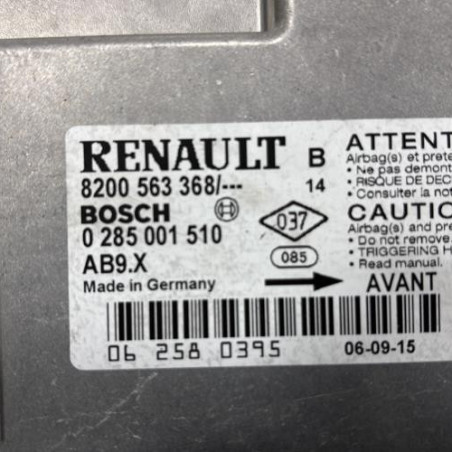 RENAULT B
8200 563 368/--- 14
BOSCH
0 285 001 510
037
085
AB9.X
Made in Germany
06 258 0395
06-09-15
ATTENT
Airbag(s) et prete
• Ne pas demont
• RISQUE DE DEC
• Consulter la not
CAUTIO
Airbag(s) and pre
• Do not remove.
• TRIGGERING H
• Read manual.
AVANT